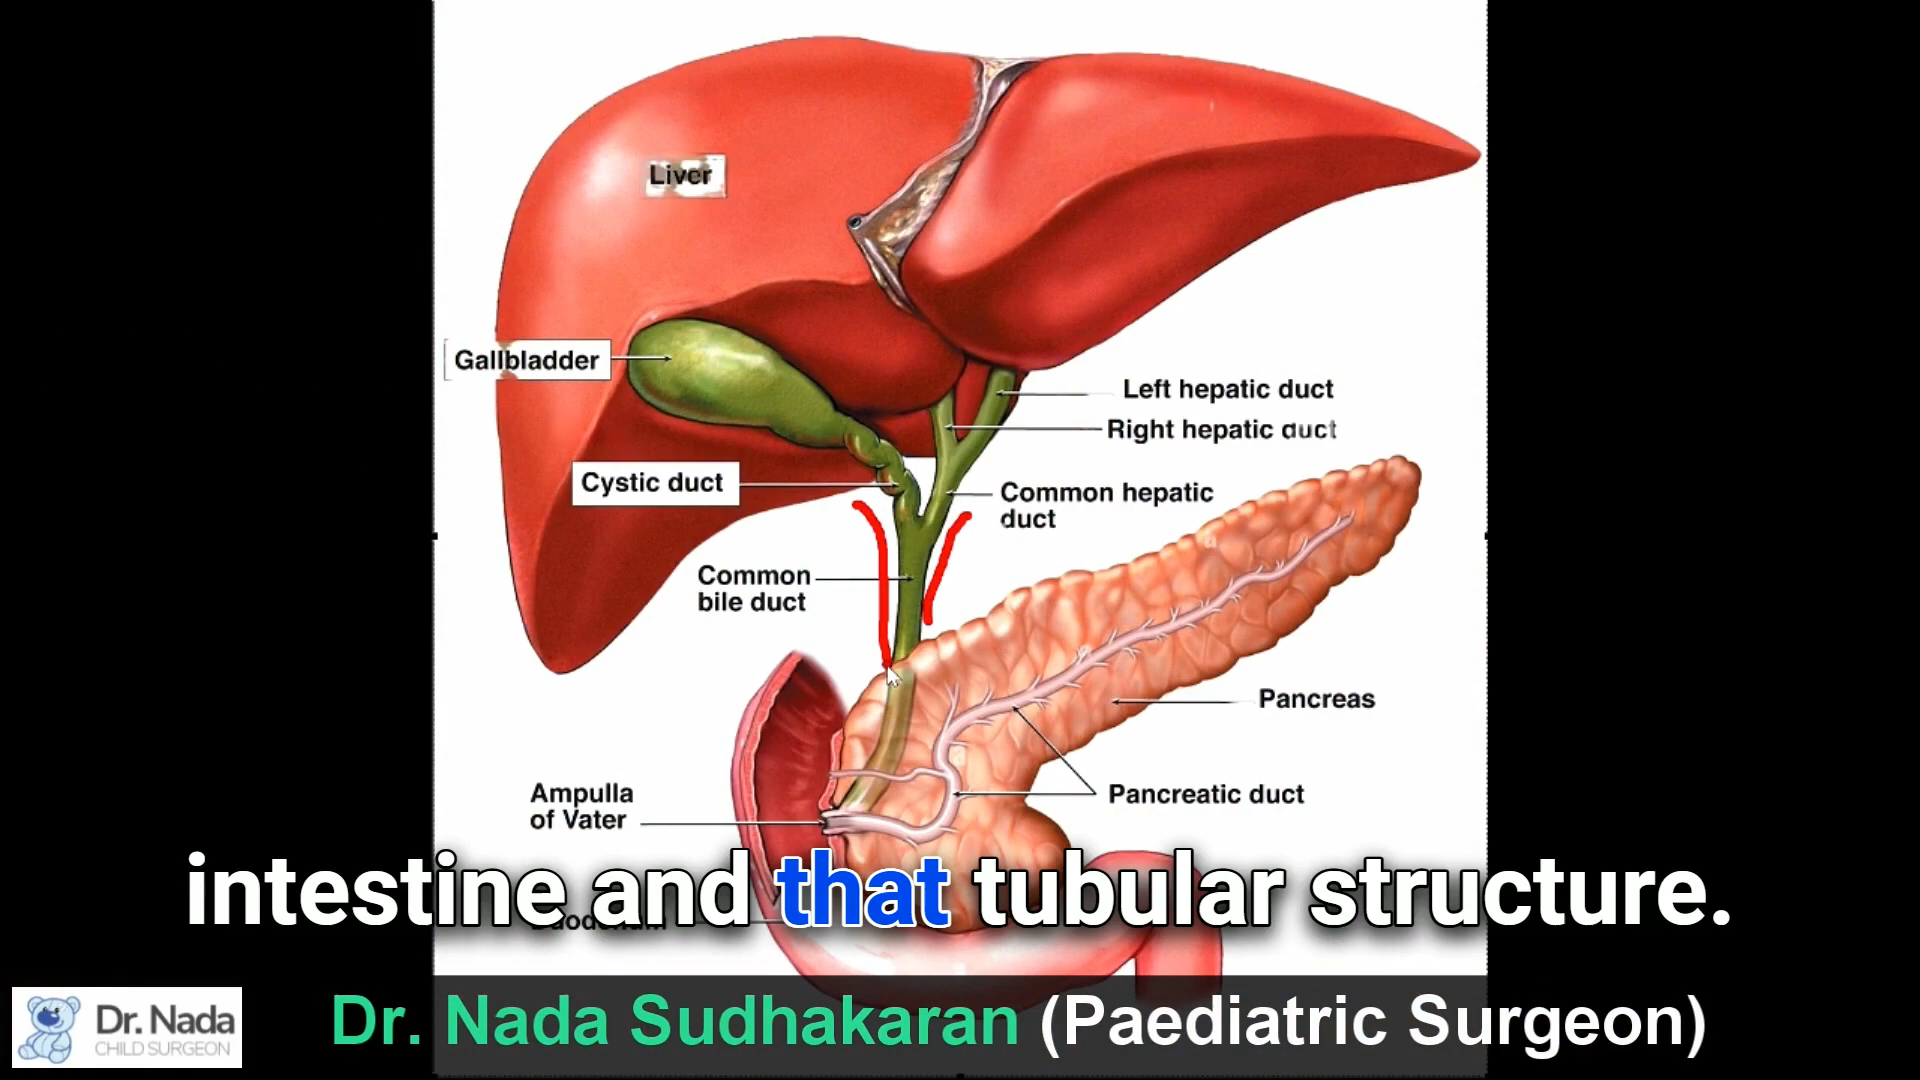 Liver
Gallbladder
Left hepatic duct
Right hepatic duct
Cystic duct
Common hepatic
duct
Common
bile duct
Pancreas
Ampulla
of Vater
Pancreatic duct
intestine and that tubular structure.
Duodenum
Dr. Nada
CHILD SURGEON
Dr. Nada Sudhakaran (Paediatric Surgeon)